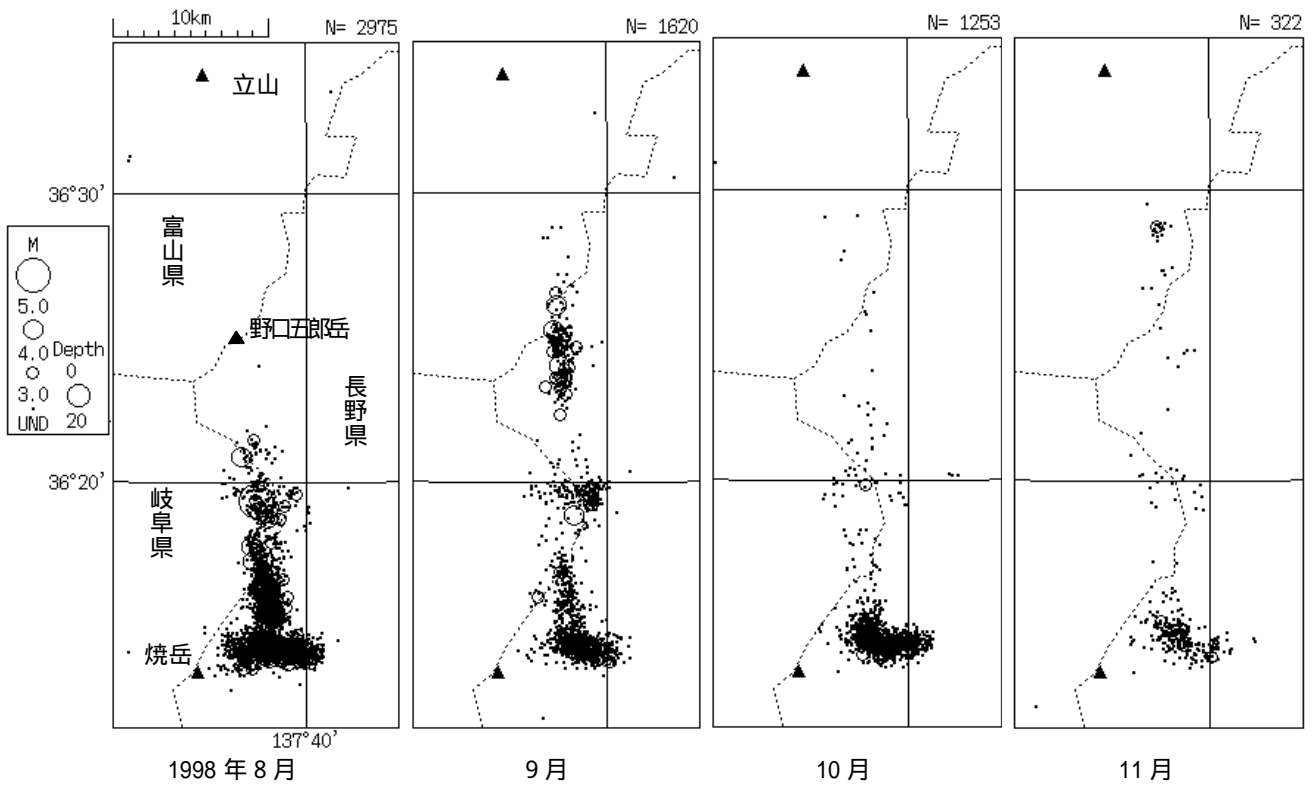 10km
N= 2975
N= 1620
N= 1253
N= 322
立山
36°30'
富山県
M
5.0
4.0
3.0
UND
Depth
0
20
野口五郎岳
長野県
36°20'
岐阜県
焼岳
137°40'
1998 年 8 月
9 月
10 月
11 月